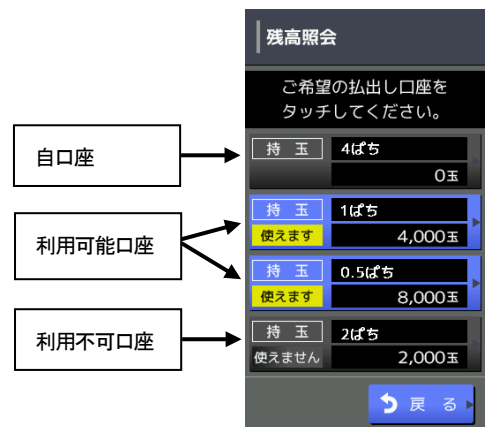 残高照会
ご希望の払出し口座を
タッチしてください。
自口座
持 玉 4ぱち
0玉
利用可能口座
持 玉 1ぱち
使えます 4,000玉
持 玉 0.5ぱち
使えます 8,000玉
利用不可口座
持 玉 2ぱち
使えません 2,000玉
戻 る